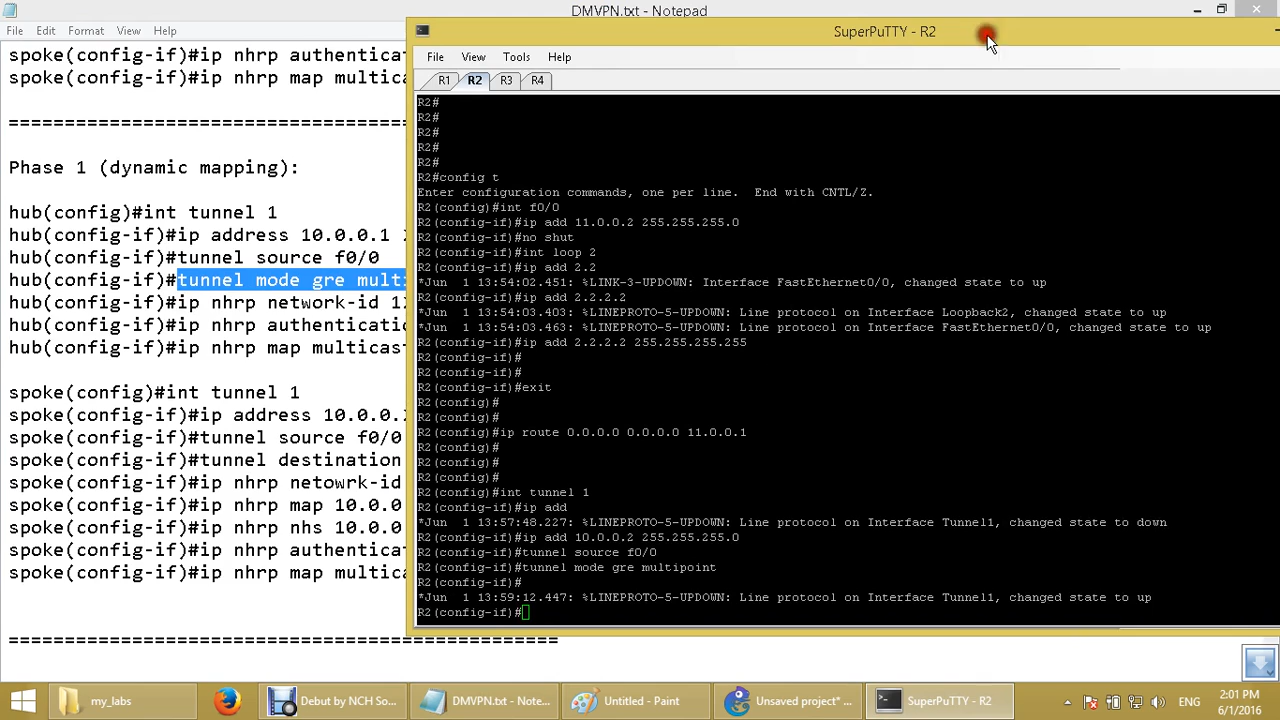 DMVPN.txt - Notepad
File Edit Format View Help
spoke(config-if)#ip nhrp authentica
spoke(config-if)#ip nhrp map multica
=====================================
Phase 1 (dynamic mapping):
hub(config)#int tunnel 1
hub(config-if)#ip address 10.0.0.1
hub(config-if)#tunnel source f0/0
hub(config-if)#tunnel mode gre multi
hub(config-if)#ip nhrp network-id 1
hub(config-if)#ip nhrp authenticatio
hub(config-if)#ip nhrp map multicas
spoke(config)#int tunnel 1
spoke(config-if)#ip address 10.0.0.
spoke(config-if)#tunnel source f0/0
spoke(config-if)#tunnel destination
spoke(config-if)#ip nhrp netowrk-id
spoke(config-if)#ip nhrp map 10.0.0
spoke(config-if)#ip nhrp nhs 10.0.0
spoke(config-if)#ip nhrp authentica
spoke(config-if)#ip nhrp map multica
=================================================
SuperPuTTY - R2
File View Tools Help
R1 R2 R3 R4
R2#
R2#
R2#
R2#
R2#
R2#config t
Enter configuration commands, one per line. End with CNTL/Z.
R2(config)#int f0/0
R2(config-if)#ip add 11.0.0.2 255.255.255.0
R2(config-if)#no shut
R2(config-if)#int loop 2
R2(config-if)#ip add 2.2
*Jun 1 13:54:02.451: %LINK-3-UPDOWN: Interface FastEthernet0/0, changed state to up
R2(config-if)#ip add 2.2.2.2
*Jun 1 13:54:03.403: %LINEPROTO-5-UPDOWN: Line protocol on Interface Loopback2, changed state to up
*Jun 1 13:54:03.463: %LINEPROTO-5-UPDOWN: Line protocol on Interface FastEthernet0/0, changed state to up
R2(config-if)#ip add 2.2.2.2 255.255.255.255
R2(config-if)#
R2(config-if)#
R2(config-if)#exit
R2(config)#
R2(config)#
R2(config)#ip route 0.0.0.0 0.0.0.0 11.0.0.1
R2(config)#
R2(config)#
R2(config)#
R2(config)#int tunnel 1
R2(config-if)#ip add
*Jun 1 13:57:48.227: %LINEPROTO-5-UPDOWN: Line protocol on Interface Tunnel1, changed state to down
R2(config-if)#ip add 10.0.0.2 255.255.255.0
R2(config-if)#tunnel source f0/0
R2(config-if)#tunnel mode gre multipoint
R2(config-if)#
*Jun 1 13:59:12.447: %LINEPROTO-5-UPDOWN: Line protocol on Interface Tunnel1, changed state to up
R2(config-if)#
my_labs
Debut by NCH So...
DMVPN.txt - Note...
Untitled - Paint
Unsaved project* ...
SuperPuTTY - R2
ENG
2:01 PM
6/1/2016